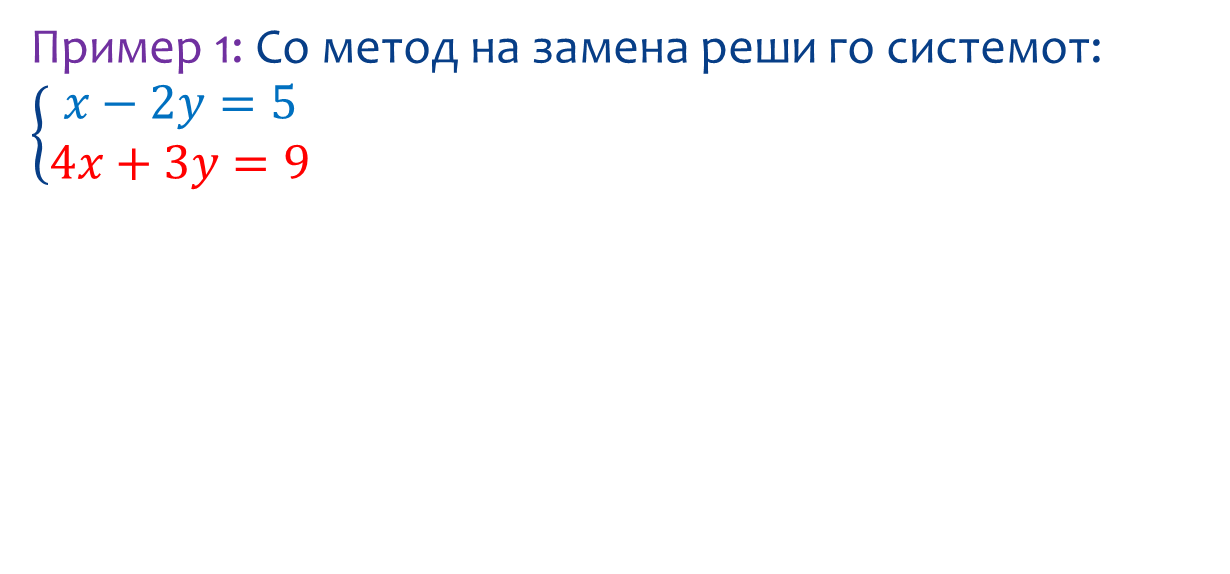 Пример 1: Со метод на замена реши го системот:
x − 2y = 5
4x + 3y = 9